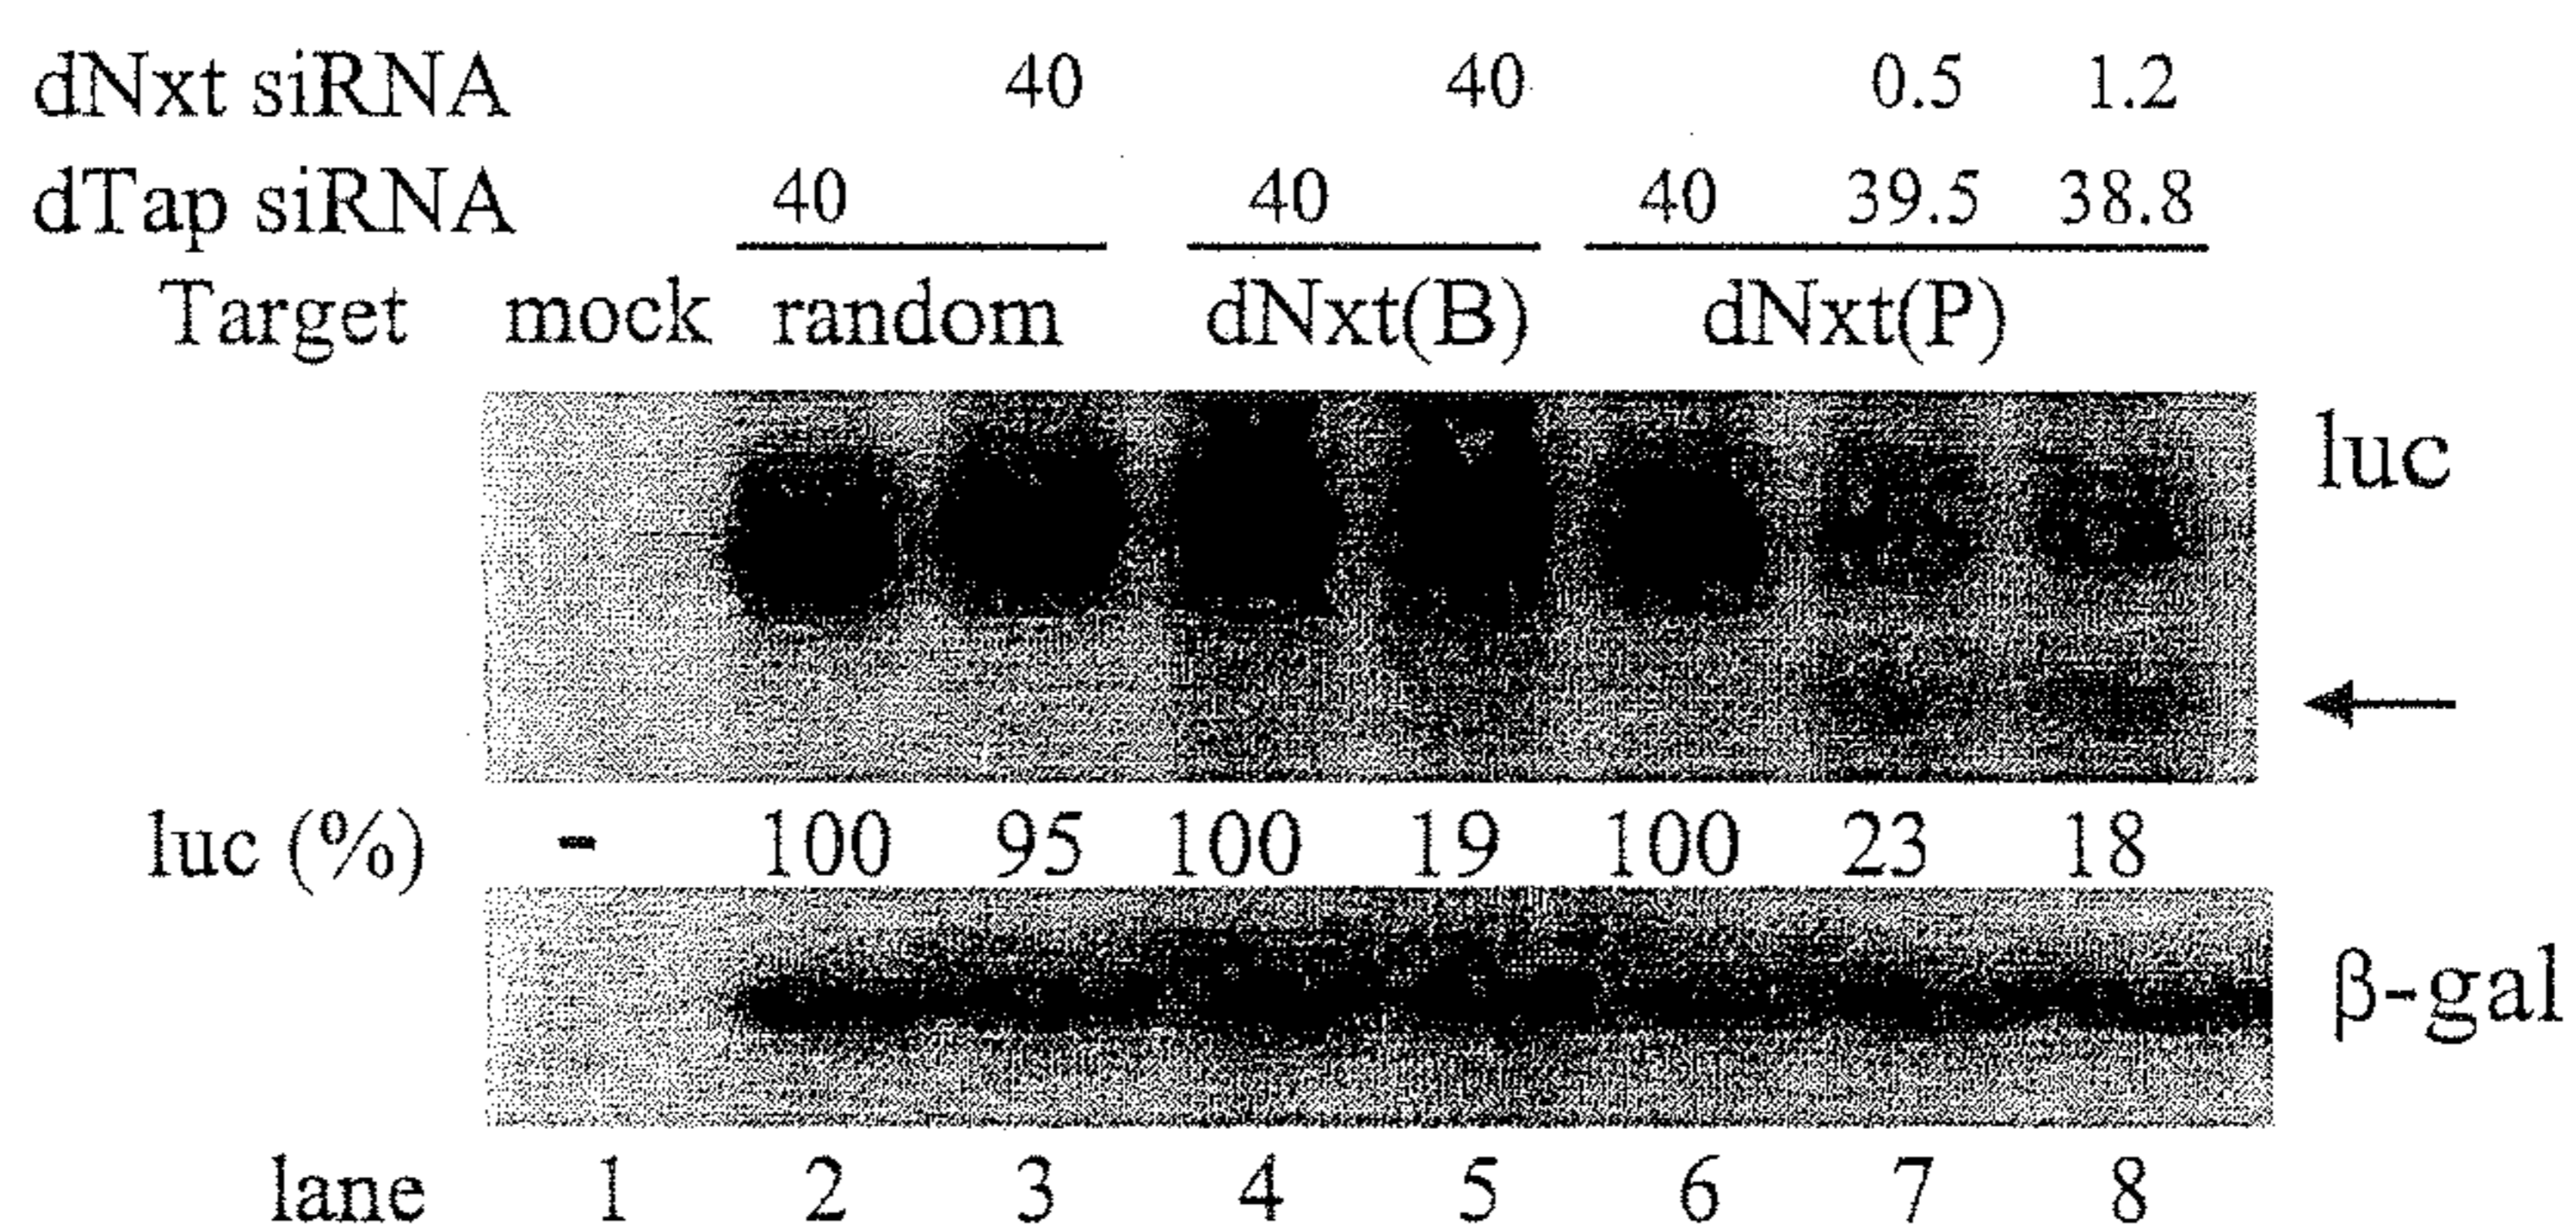 dNxt siRNA 40 40 0.5 1.2
dTap siRNA 40 40 40 39.5 38.8
Target mock random dNxt(B) dNxt(P)
luc
luc (%) - 100 95 100 19 100 23 18
β-gal
lane 1 2 3 4 5 6 7 8